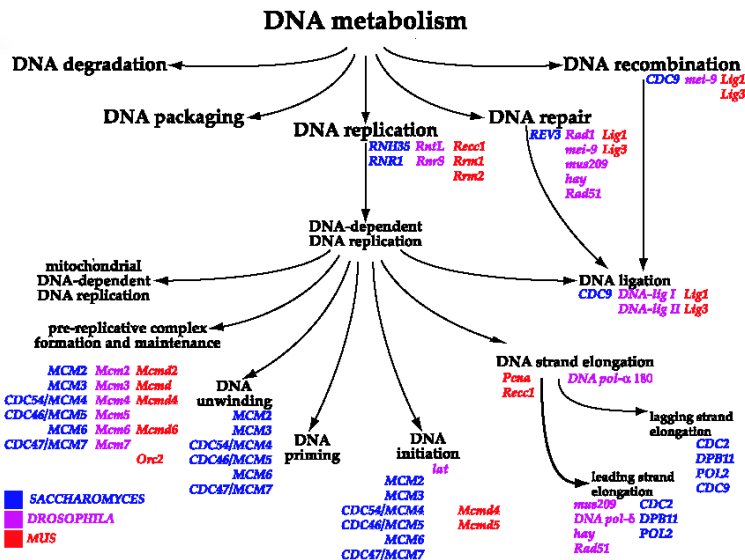 DNA metabolism
DNA degradation
DNA recombination
CDC9 mei-9 Lig1
Lig3
DNA packaging
DNA repair
REV3 Rad1 Lig1
mei-9 Lig3
mus209
hay
Rad51
DNA replication
RNH35 RntL Recc1
RNR1 Rnr9 Rrm1
Rrm2
DNA-dependent
DNA replication
mitochondrial
DNA-dependent
DNA replication
DNA ligation
CDC9 DNA-lig I Lig1
DNA-lig II Lig3
pre-replicative complex
formation and maintenance
MCM2 Mcm2 Mcmd2
MCM3 Mcm3 Mcmd
CDC54/MCM4 Mcm4 Mcmd4
CDC46/MCM5 Mcm5
MCM6 Mcm6 Mcmd6
CDC47/MCM7 Mcm7
Orc2
DNA
unwinding
MCM2
MCM3
CDC54/MCM4
CDC46/MCM5
MCM6
CDC47/MCM7
DNA
priming
DNA
initiation
lat
MCM2
MCM3
CDC54/MCM4 Mcmd4
CDC46/MCM5 Mcmd5
MCM6
CDC47/MCM7
DNA strand elongation
Pcna DNA pol-α 180
Recc1
lagging strand
elongation
CDC2
DPB11
POL2
CDC9
leading strand
elongation
mus209 CDC2
DNA pol-δ DPB11
hay POL2
Rad51
SACCHAROMYCES
DROSOPHILA
MUS